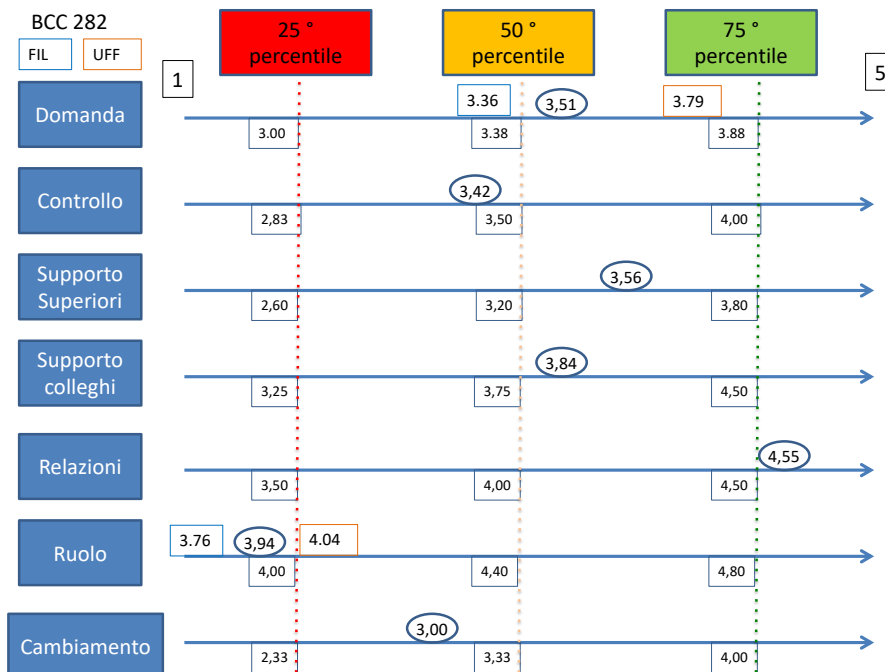 BCC 282
FIL
UFF
25 °
percentile
50 °
percentile
75 °
percentile
1
5
Domanda
3.36
3,51
3.79
3.00
3.38
3.88
Controllo
3,42
2,83
3,50
4,00
Supporto
Superiori
3,56
2,60
3,20
3,80
Supporto
colleghi
3,84
3,25
3,75
4,50
Relazioni
4,55
3,50
4,00
4,50
Ruolo
3.76
3,94
4.04
4,00
4,40
4,80
Cambiamento
3,00
2,33
3,33
4,00